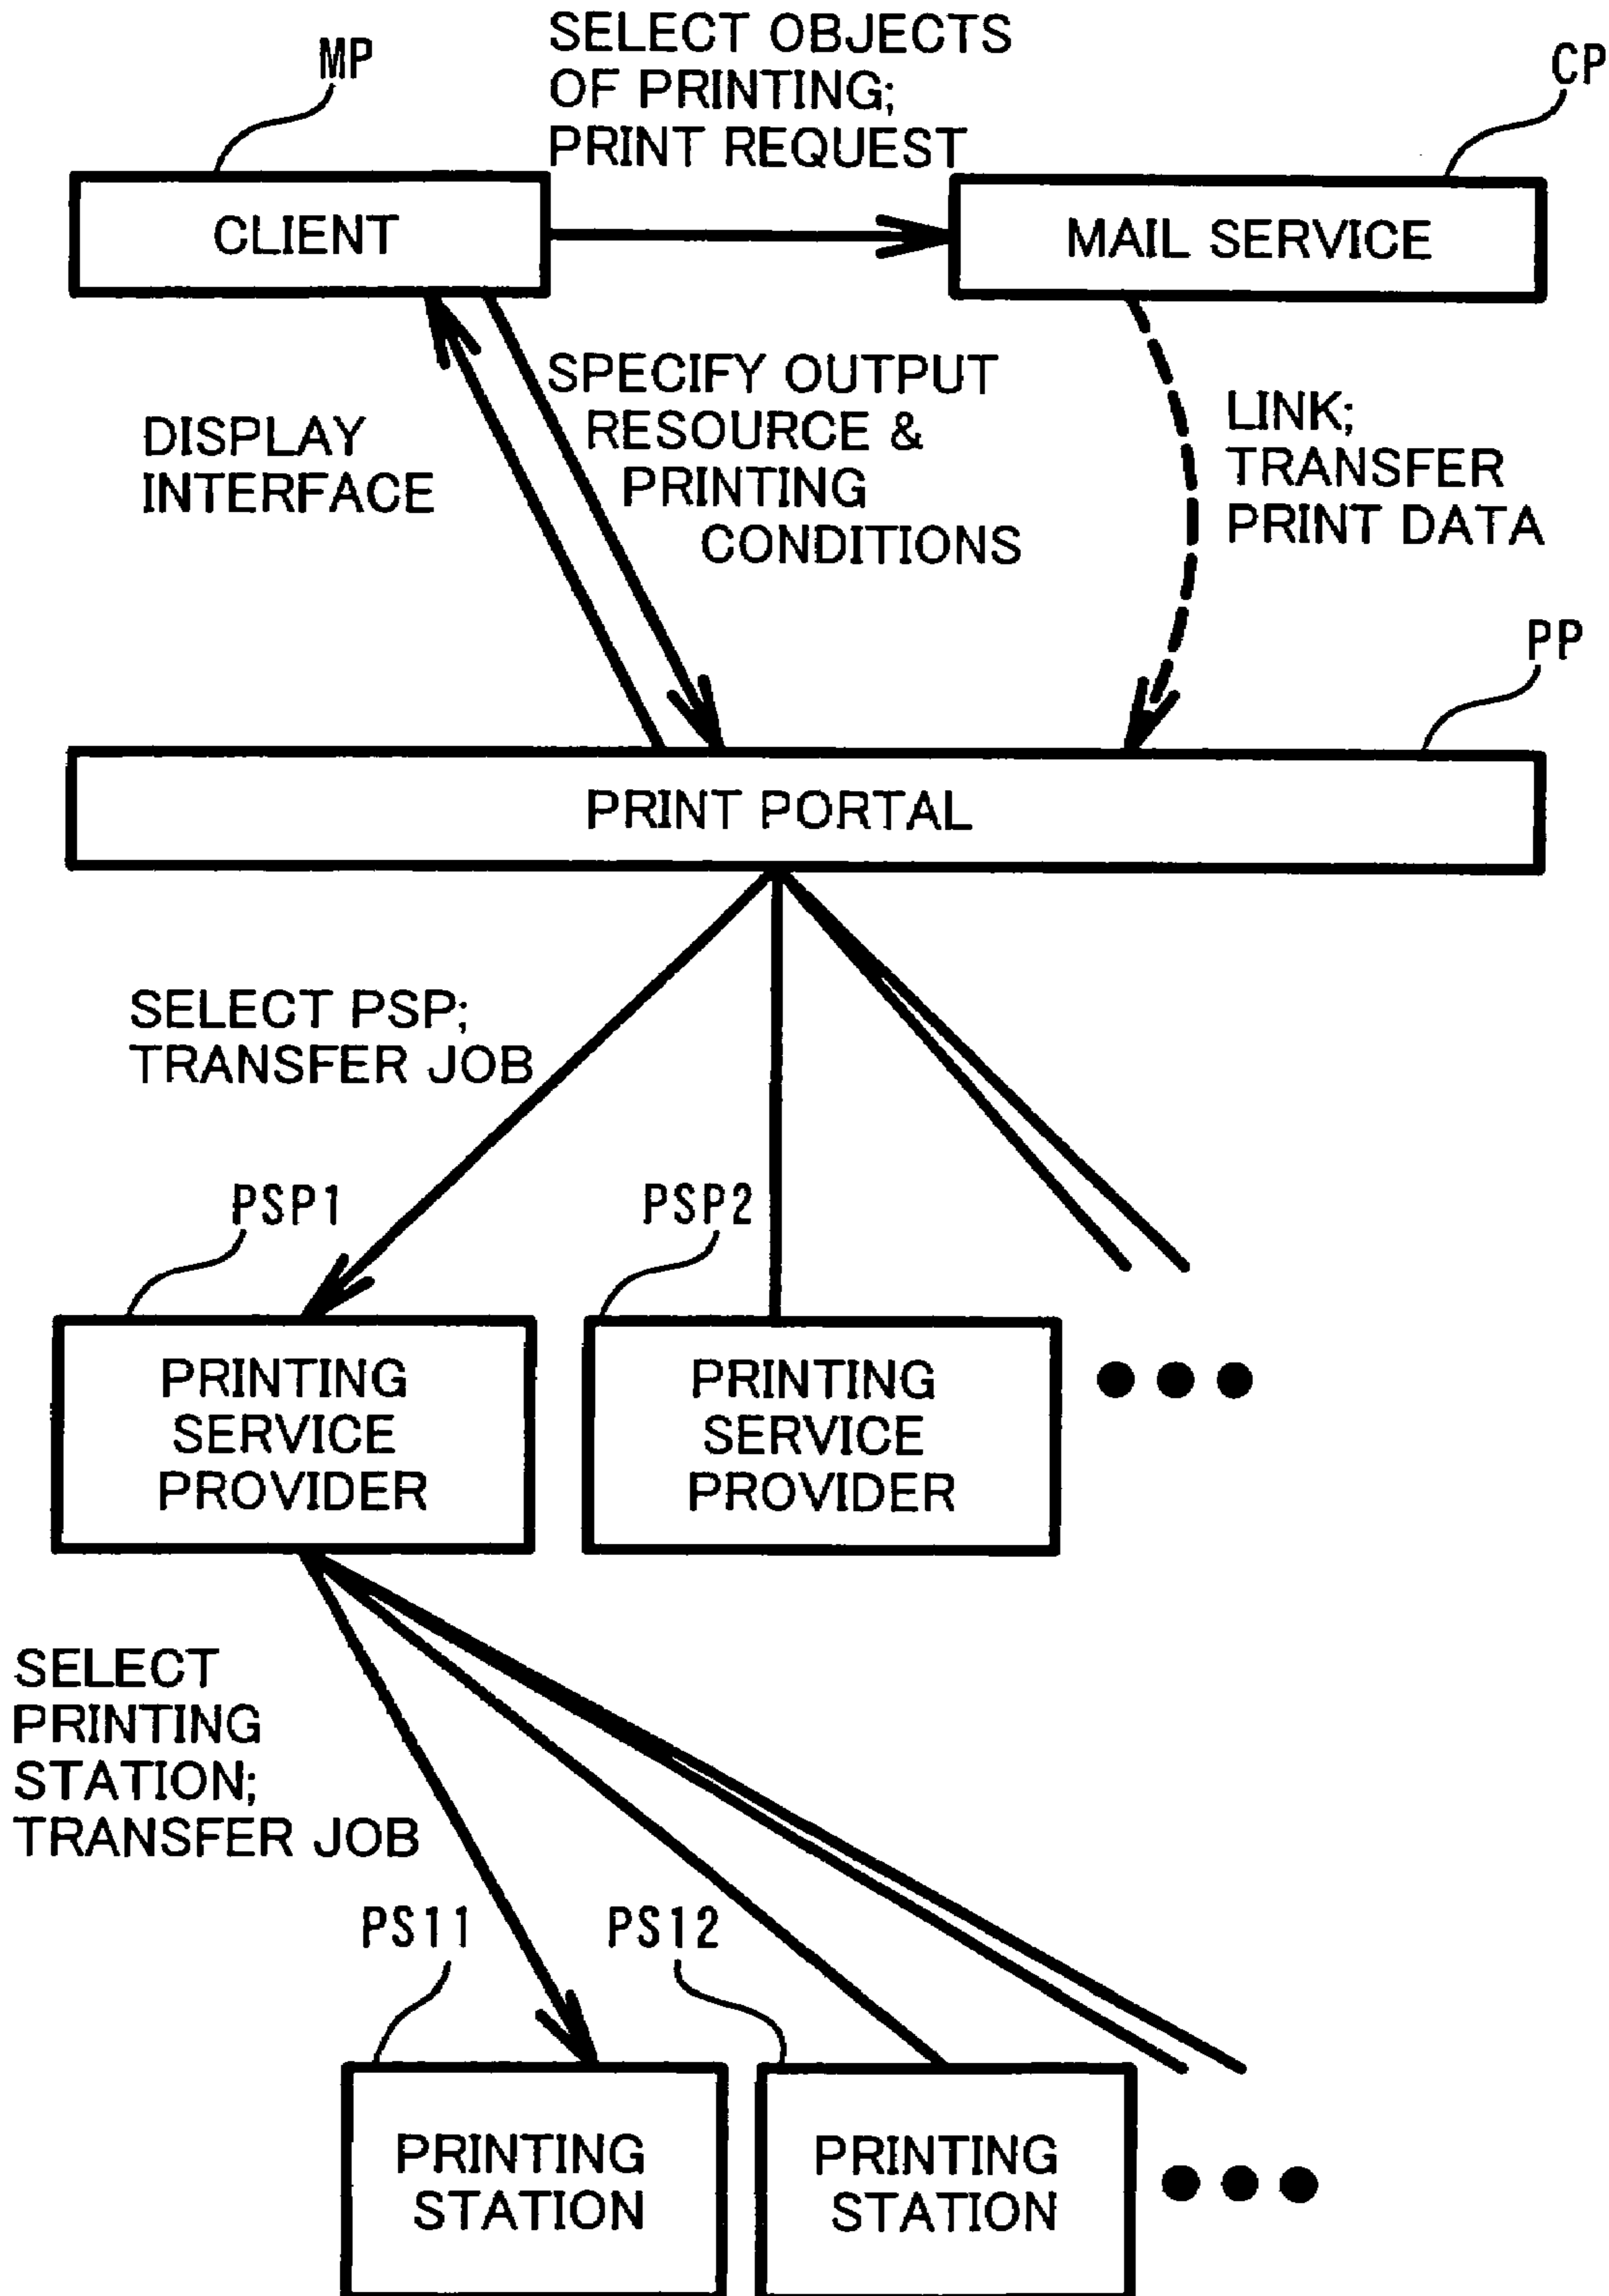 MP
SELECT OBJECTS
OF PRINTING;
PRINT REQUEST
CP
CLIENT
MAIL SERVICE
DISPLAY
INTERFACE
SPECIFY OUTPUT
RESOURCE &
PRINTING
CONDITIONS
LINK;
TRANSFER
PRINT DATA
PP
PRINT PORTAL
SELECT PSP;
TRANSFER JOB
PSP1
PSP2
PRINTING
SERVICE
PROVIDER
PRINTING
SERVICE
PROVIDER
SELECT
PRINTING
STATION;
TRANSFER JOB
PS11
PS12
PRINTING
STATION
PRINTING
STATION